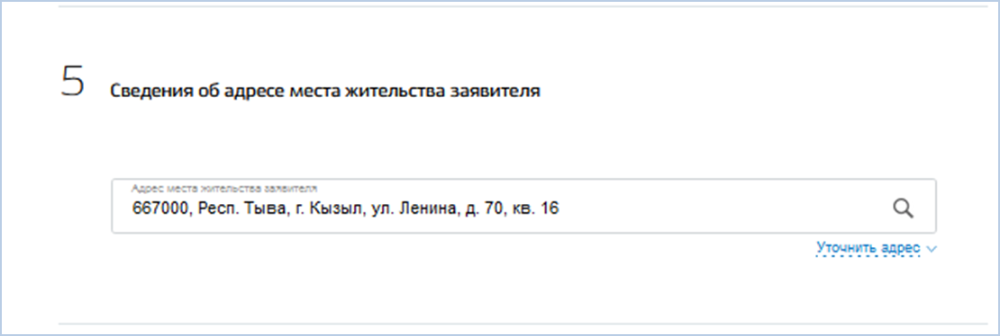 5
Сведения об адресе места жительства заявителя
Адрес места жительства заявителя
667000, Респ. Тыва, г. Кызыл, ул. Ленина, д. 70, кв. 16
Уточнить адрес